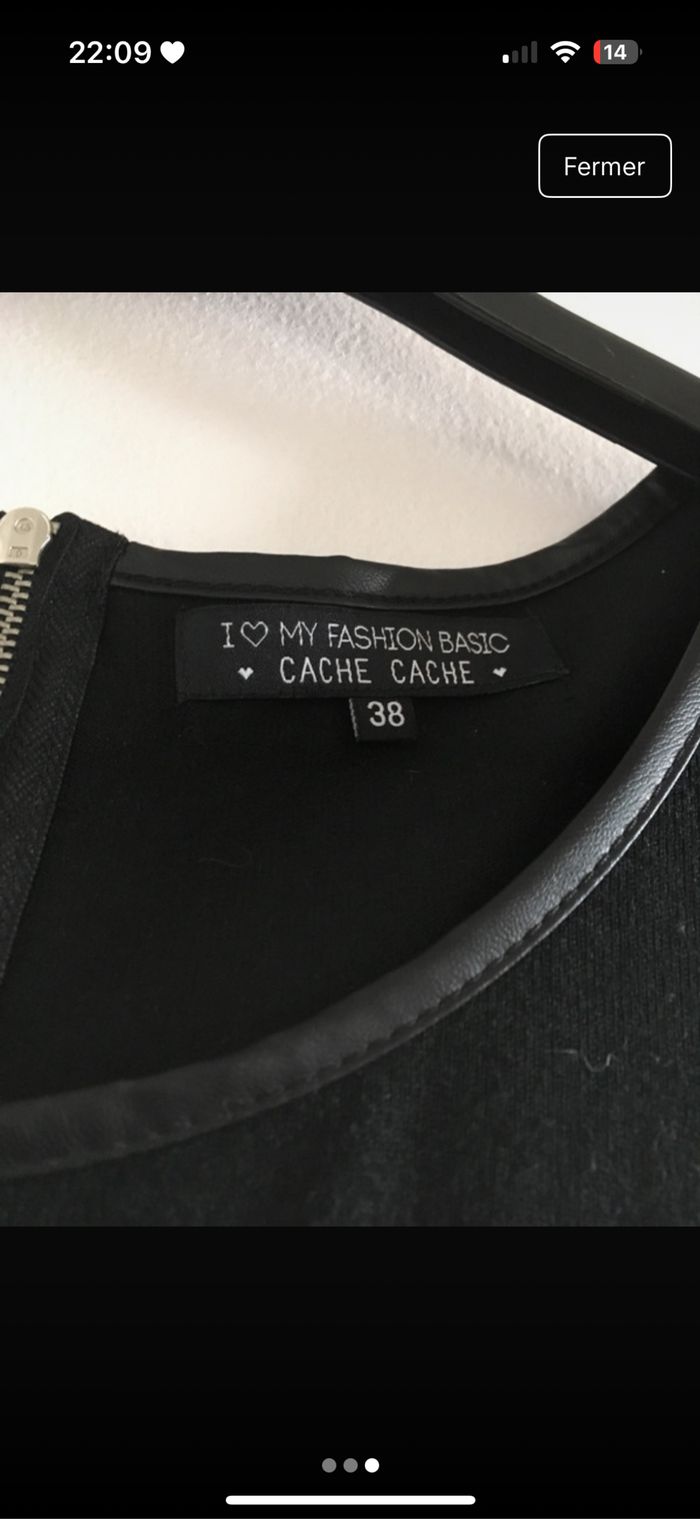 22:09
14
Fermer
I ♡ MY FASHION BASIC
CACHE CACHE
38